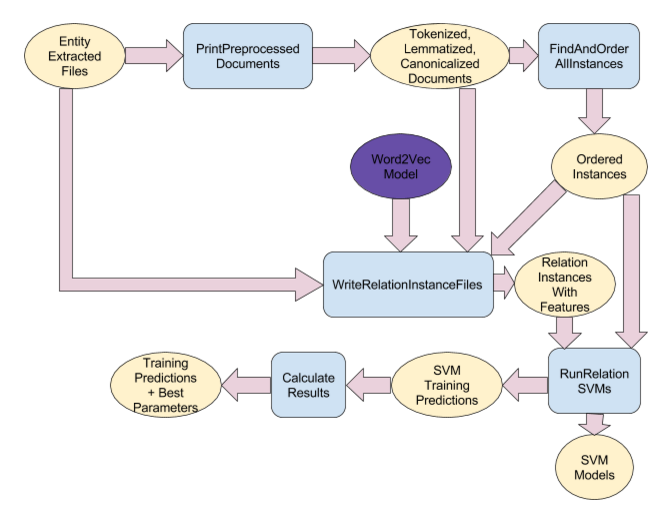 Entity
Extracted
Files
PrintPreprocessed
Documents
Tokenized,
Lemmatized,
Canonicalized
Documents
FindAndOrder
AllInstances
Word2Vec
Model
Ordered
Instances
WriteRelationInstanceFiles
Relation
Instances
With
Features
Training
Predictions
+ Best
Parameters
Calculate
Results
SVM
Training
Predictions
RunRelation
SVMs
SVM
Models